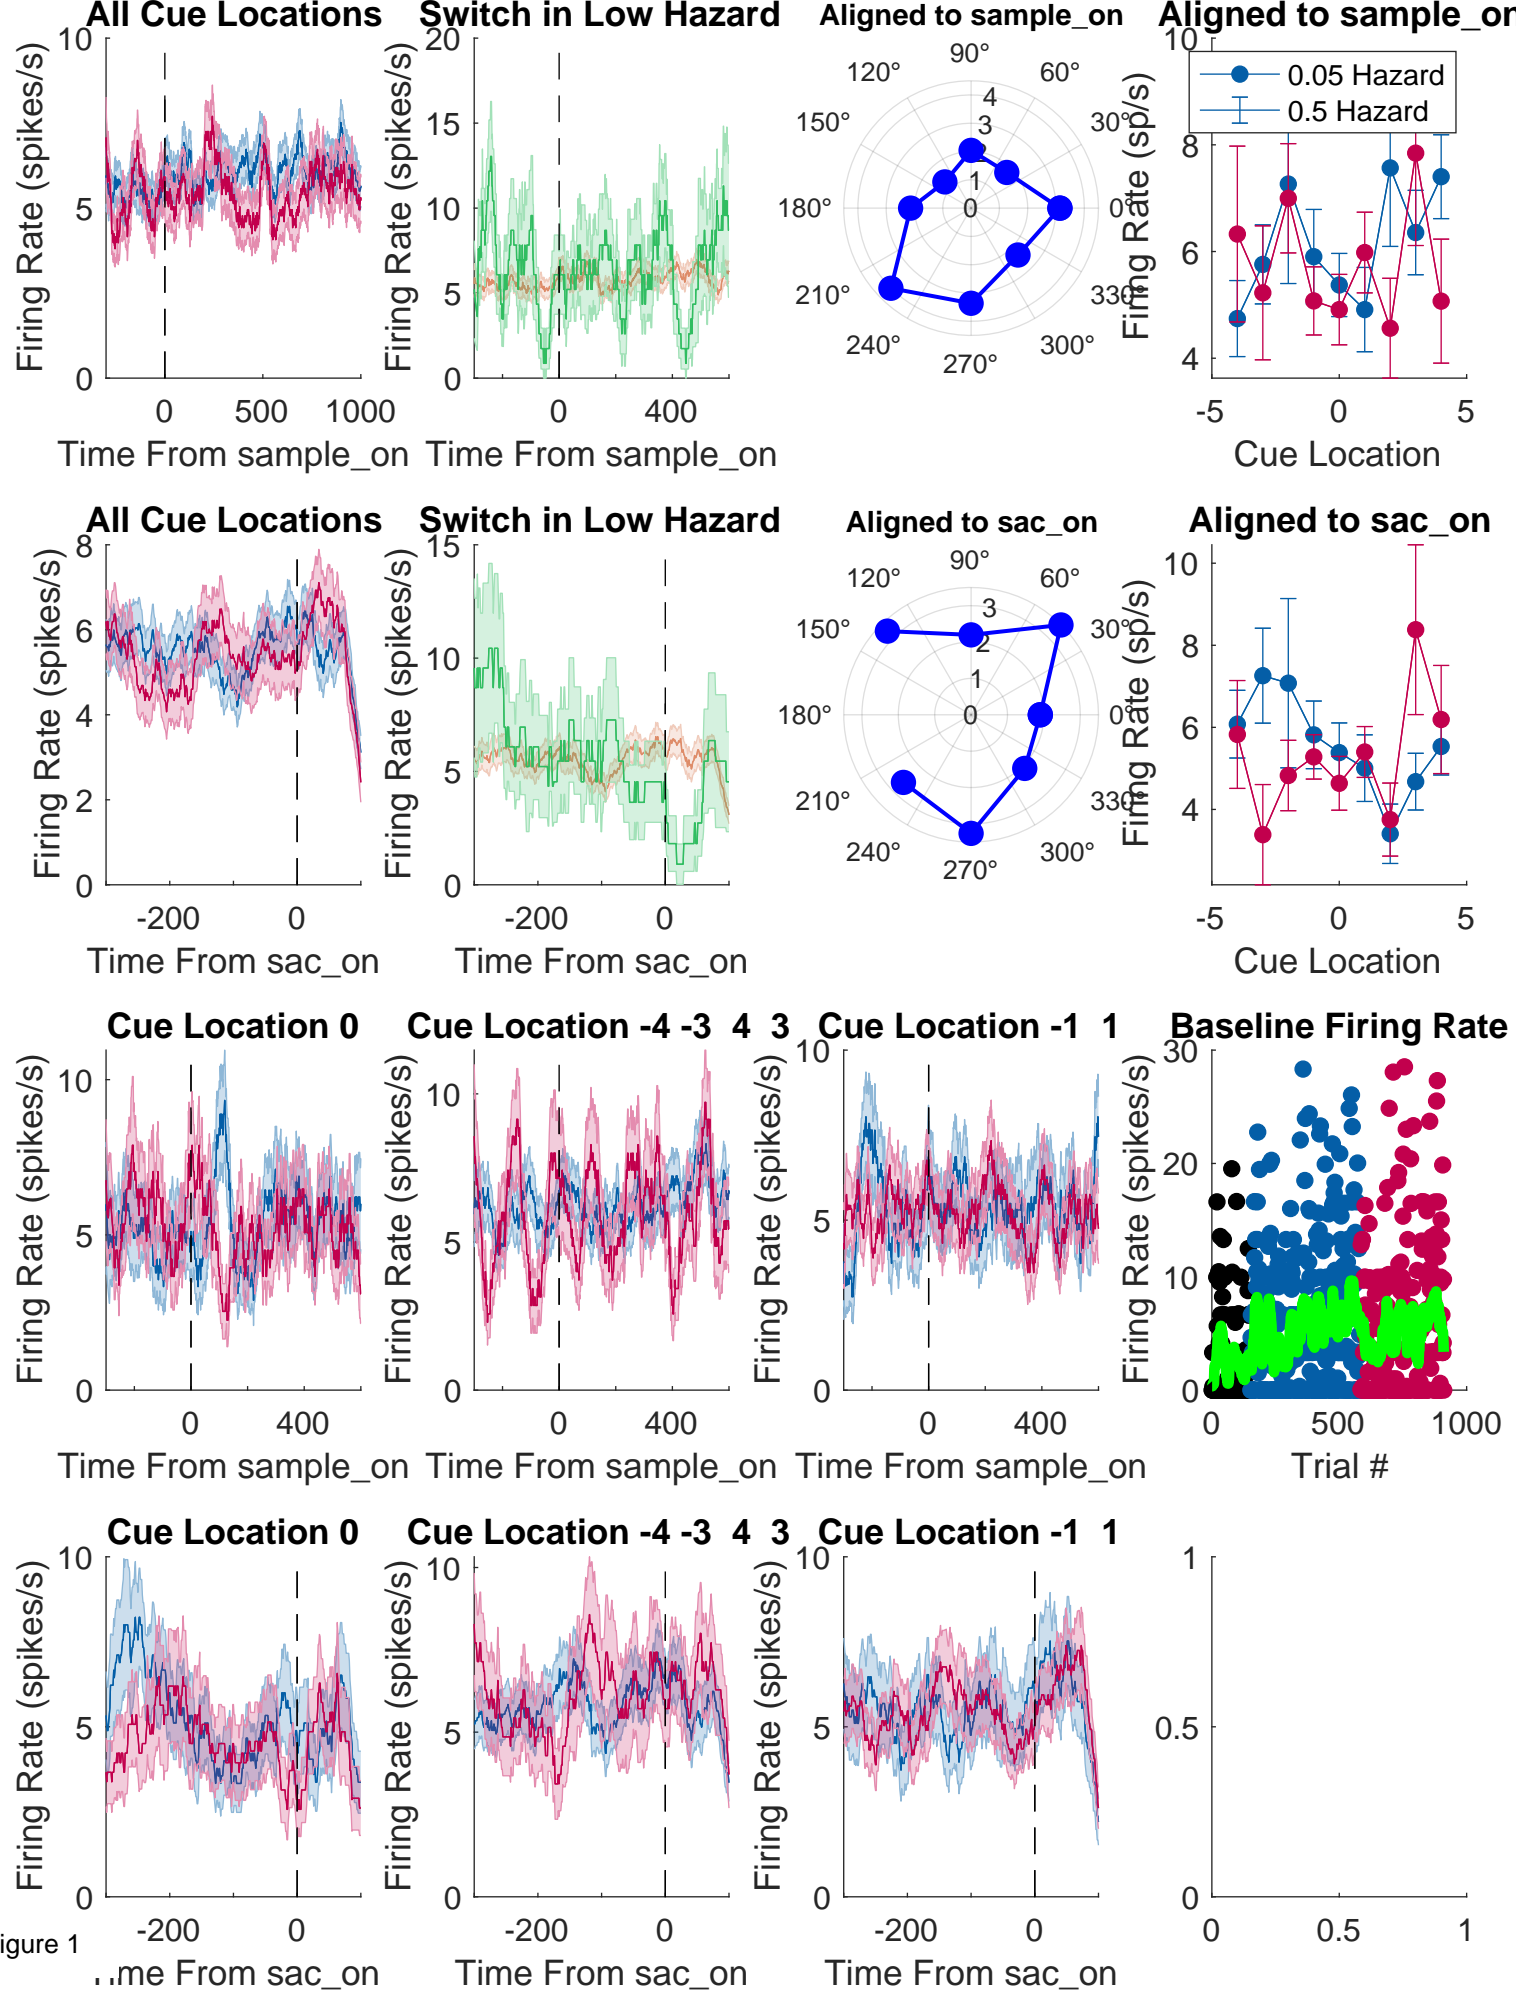 All Cue Locations
Firing Rate (spikes/s)
10
5
0
0 500 1000
Time From sample_on
Switch in Low Hazard
Firing Rate (spikes/s)
20
15
10
5
0
0 400
Time From sample_on
Aligned to sample_on
90°
120° 60°
150° 30°
180° 0°
210° 330°
240° 300°
270°
4
3
2
1
0
Aligned to sample_on
Firing Rate (sp/s)
10
8
6
4
0.05 Hazard
0.5 Hazard
-5 0 5
Cue Location
All Cue Locations
Firing Rate (spikes/s)
8
6
4
2
0
-200 0
Time From sac_on
Switch in Low Hazard
Firing Rate (spikes/s)
15
10
5
0
-200 0
Time From sac_on
Aligned to sac_on
90°
120° 60°
150° 30°
180° 0°
210° 330°
240° 300°
270°
3
2
1
0
Aligned to sac_on
Firing Rate (sp/s)
10
8
6
4
-5 0 5
Cue Location
Cue Location 0
Firing Rate (spikes/s)
10
5
0
0 400
Time From sample_on
Cue Location -4 -3 4 3
Firing Rate (spikes/s)
10
5
0
0 400
Time From sample_on
Cue Location -1 1
Firing Rate (spikes/s)
10
5
0
0 400
Time From sample_on
Baseline Firing Rate
Firing Rate (spikes/s)
30
20
10
0
0 500 1000
Trial #
Cue Location 0
Firing Rate (spikes/s)
10
5
0
-200 0
Time From sac_on
Cue Location -4 -3 4 3
Firing Rate (spikes/s)
10
5
0
-200 0
Time From sac_on
Cue Location -1 1
Firing Rate (spikes/s)
10
5
0
-200 0
Time From sac_on
1
0.5
0
0 0.5 1
igure 1